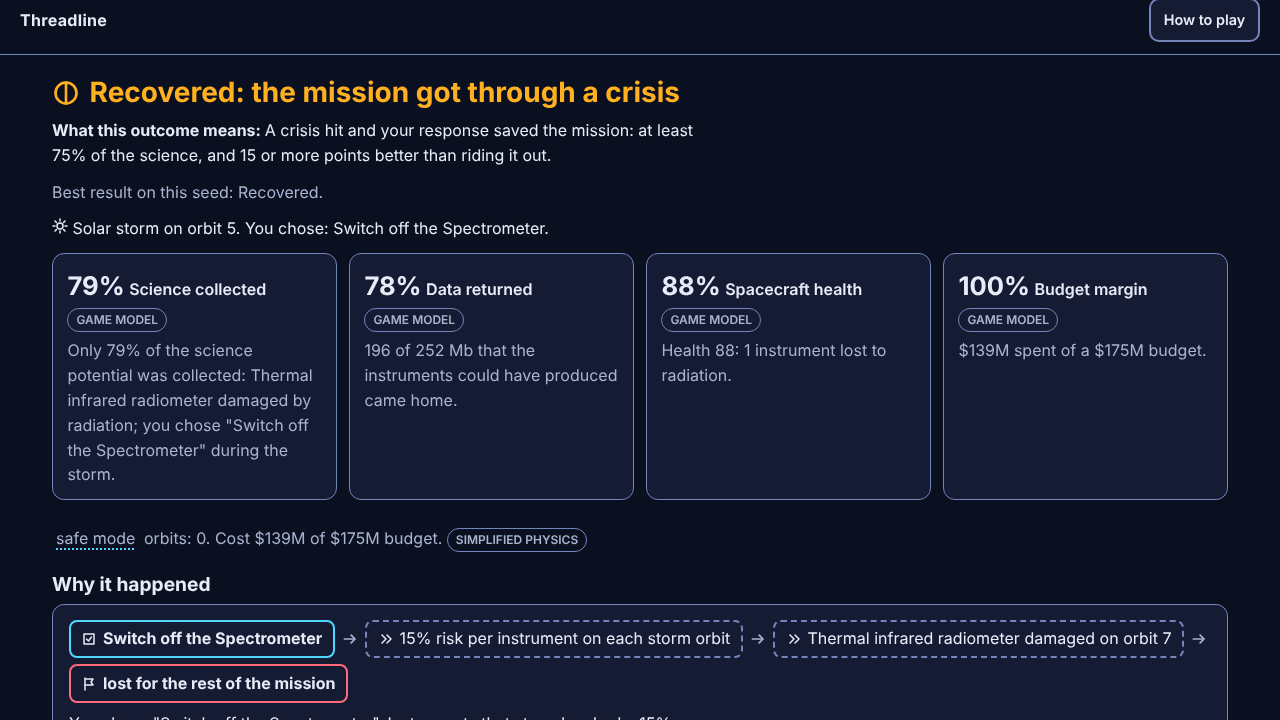 Threadline
How to play
Recovered: the mission got through a crisis
What this outcome means: A crisis hit and your response saved the mission: at least
75% of the science, and 15 or more points better than riding it out.
Best result on this seed: Recovered.
Solar storm on orbit 5. You chose: Switch off the Spectrometer.
79% Science collected
GAME MODEL
Only 79% of the science
potential was collected: Thermal
infrared radiometer damaged by
radiation; you chose "Switch off
the Spectrometer" during the
storm.
78% Data returned
GAME MODEL
196 of 252 Mb that the
instruments could have produced
came home.
88% Spacecraft health
GAME MODEL
Health 88: 1 instrument lost to
radiation.
100% Budget margin
GAME MODEL
$139M spent of a $175M budget.
safe mode orbits: 0. Cost $139M of $175M budget. SIMPLIFIED PHYSICS
Why it happened
Switch off the Spectrometer → » 15% risk per instrument on each storm orbit → » Thermal infrared radiometer damaged on orbit 7 →
lost for the rest of the mission